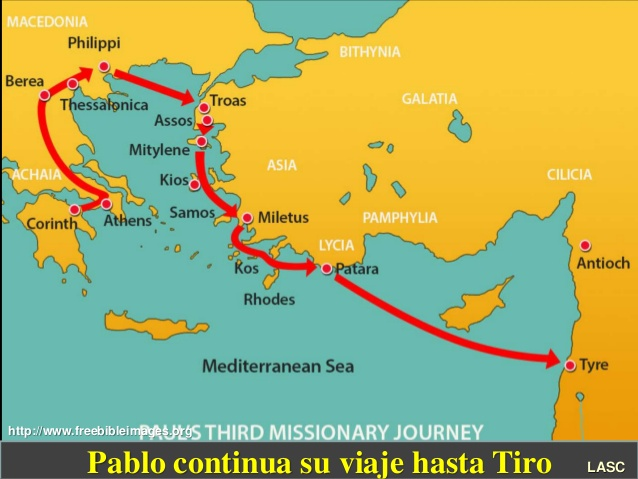 MACEDONIA
Philippi
BITHYNIA
Berea
Thessalonica
Troas
GALATIA
Assos
Mitylene
ASIA
ACHAIA
Kios
CILICIA
Corinth
Athens
Samos
Miletus
PAMPHYLIA
LYCIA
Antioch
Kos
Patara
Rhodes
Mediterranean Sea
Tyre
http://www.freebibleimages.org
PAUL'S THIRD MISSIONARY JOURNEY
Pablo continua su viaje hasta Tiro
LASC